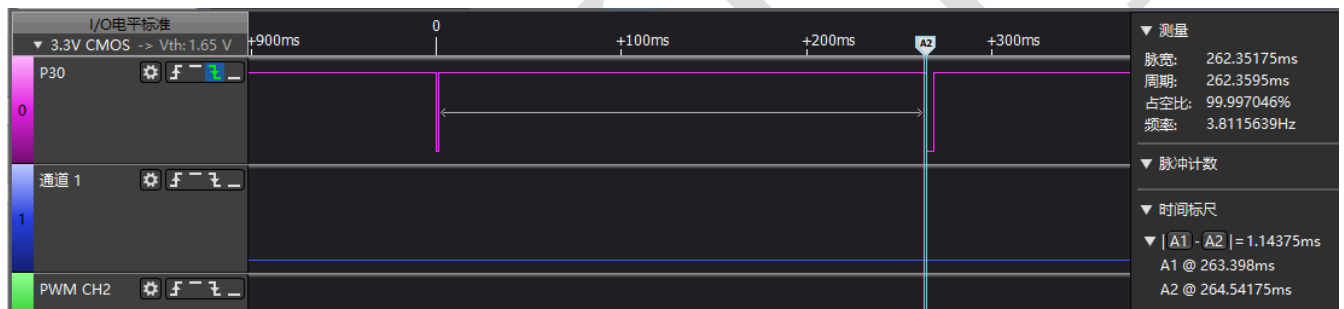 I/O电平标准
▼ 3.3V CMOS -> Vth: 1.65 V
+900ms
0
+100ms
+200ms
A2
+300ms
P30
0
通道 1
1
PWM CH2
▼ 测量
脉宽: 262.35175ms
周期: 262.3595ms
占空比: 99.997046%
频率: 3.8115639Hz
▼ 脉冲计数
▼ 时间标尺
▼ | A1 - A2 | = 1.14375ms
A1 @ 263.398ms
A2 @ 264.54175ms